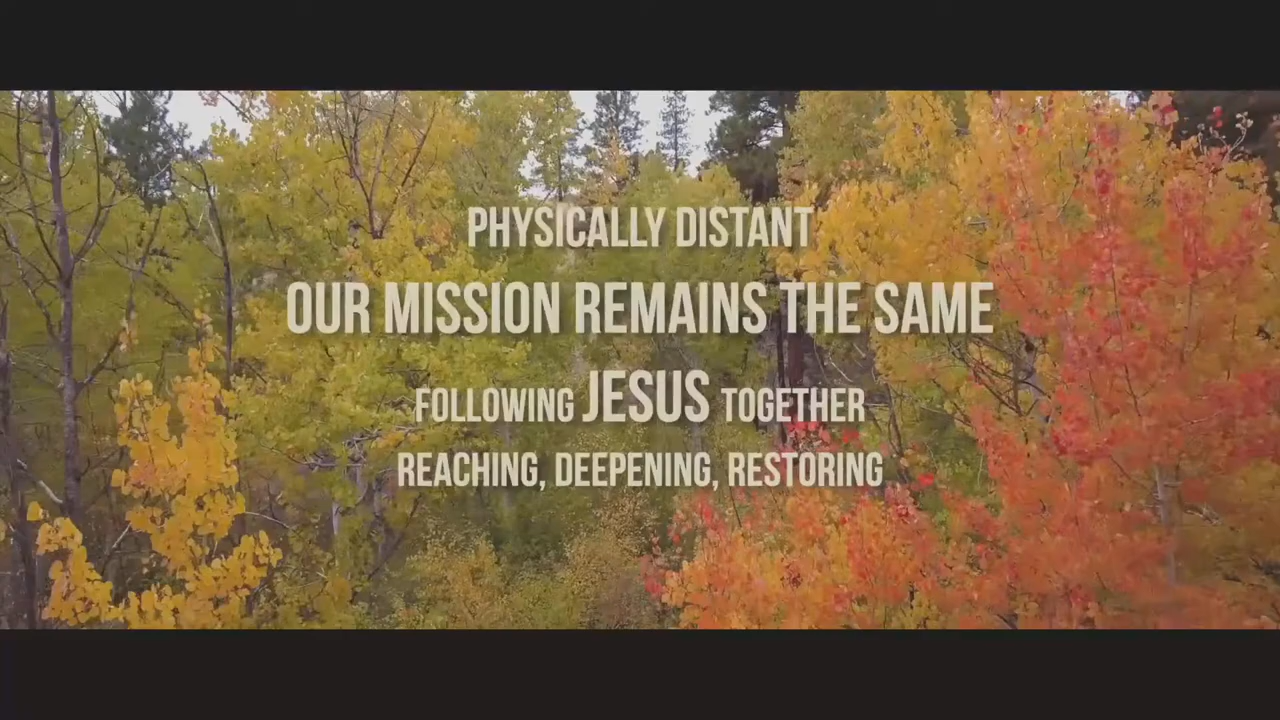 PHYSICALLY DISTANT
OUR MISSION REMAINS THE SAME
FOLLOWING JESUS TOGETHER
REACHING, DEEPENING, RESTORING